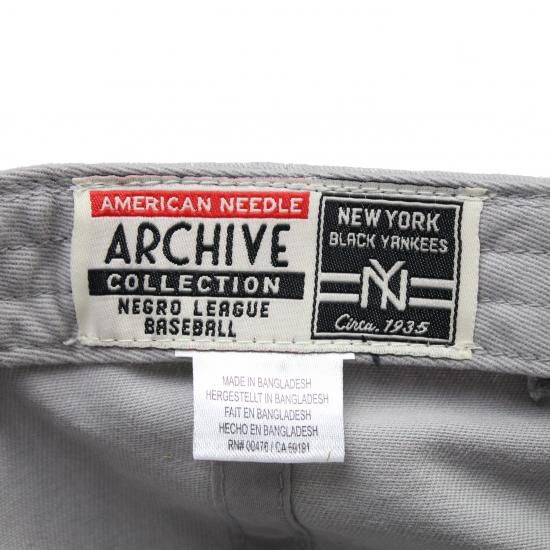 AMERICAN NEEDLE
ARCHIVE
COLLECTION
NEGRO LEAGUE
BASEBALL
NEW YORK
BLACK YANKEES
NY
Circa. 1935
MADE IN BANGLADESH
HERGESTELLT IN BANGLADESH
FAIT EN BANGLADESH
HECHO EN BANGLADESH
RN# 00476 / CA 59191